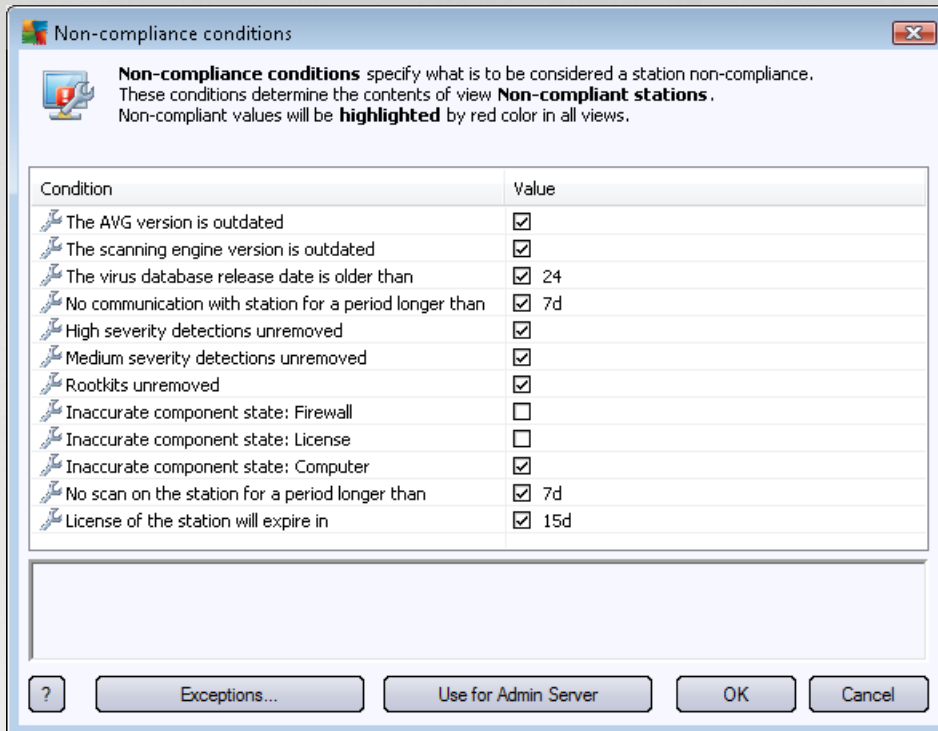 Non-compliance conditions
Non-compliance conditions specify what is to be considered a station non-compliance.
These conditions determine the contents of view Non-compliant stations.
Non-compliant values will be highlighted by red color in all views.
Condition Value
The AVG version is outdated
The scanning engine version is outdated
The virus database release date is older than 24
No communication with station for a period longer than 7d
High severity detections unremoved
Medium severity detections unremoved
Rootkits unremoved
Inaccurate component state: Firewall
Inaccurate component state: License
Inaccurate component state: Computer
No scan on the station for a period longer than 7d
License of the station will expire in 15d
? Exceptions... Use for Admin Server OK Cancel